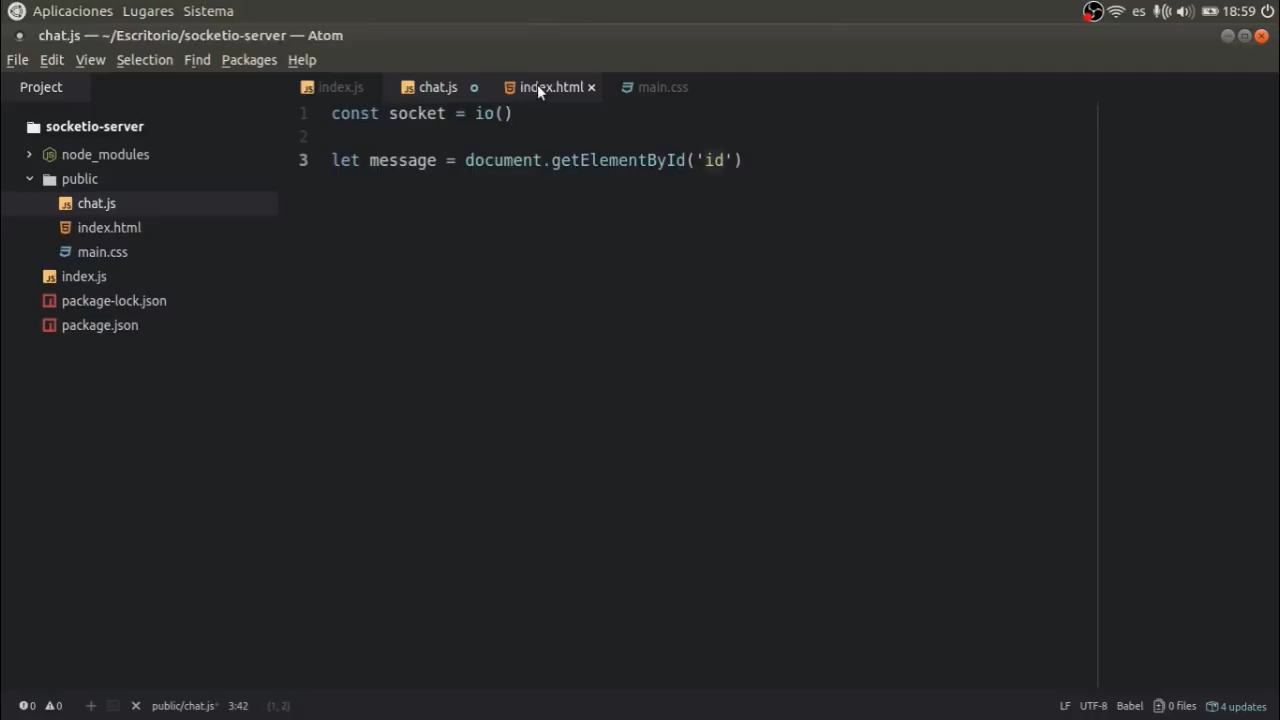 Aplicaciones Lugares Sistema
es 18:59
chat.js — ~/Escritorio/socketio-server — Atom
File Edit View Selection Find Packages Help
Project
index.js chat.js index.html main.css
socketio-server
node_modules
public
chat.js
index.html
main.css
index.js
package-lock.json
package.json
1 const socket = io()
2
3 let message = document.getElementById('id')
0 0 public/chat.js* 3:42 (1, 2)
LF UTF-8 Babel 0 files 4 updates